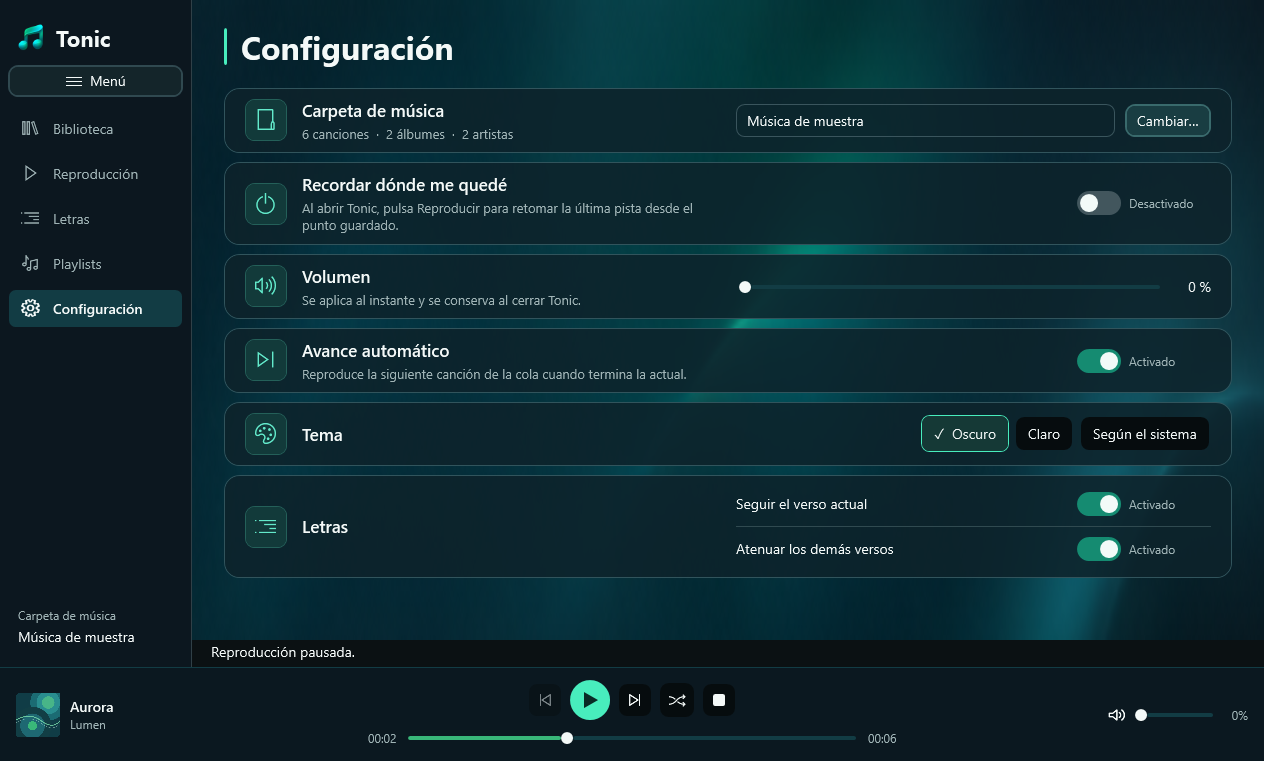 Tonic
Menú
Biblioteca
Reproducción
Letras
Playlists
Configuración
Carpeta de música
Música de muestra
Configuración
Carpeta de música
6 canciones · 2 álbumes · 2 artistas
Música de muestra
Cambiar...
Recordar dónde me quedé
Al abrir Tonic, pulsa Reproducir para retomar la última pista desde el
punto guardado.
Desactivado
Volumen
Se aplica al instante y se conserva al cerrar Tonic.
0 %
Avance automático
Reproduce la siguiente canción de la cola cuando termina la actual.
Activado
Tema
✓ Oscuro
Claro
Según el sistema
Letras
Seguir el verso actual
Activado
Atenuar los demás versos
Activado
Reproducción pausada.
Aurora
Lumen
00:02
00:06
0%